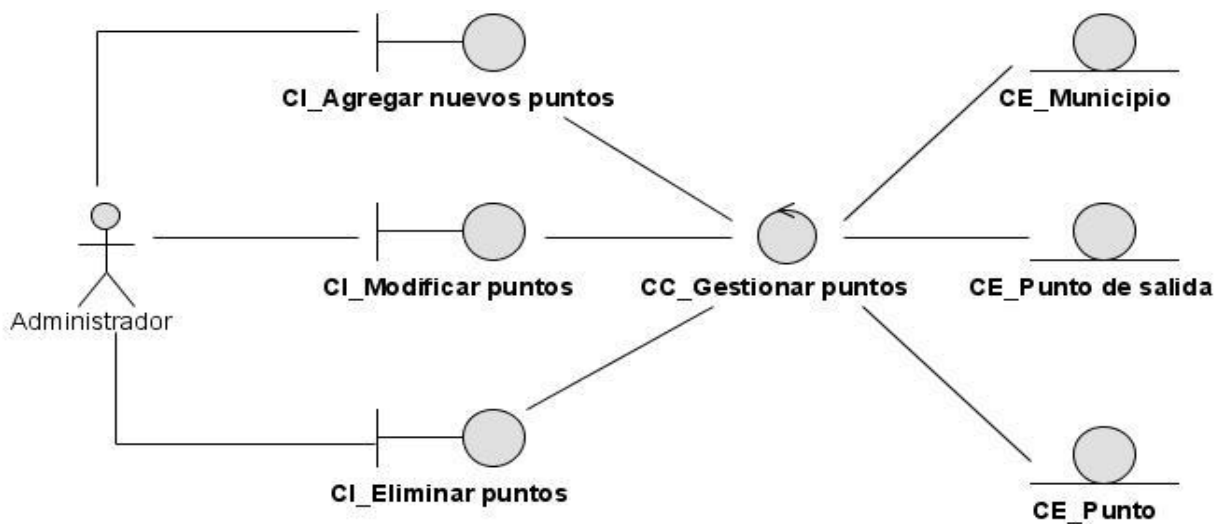 CI_Agregar nuevos puntos
CE_Municipio
CI_Modificar puntos
CC_Gestionar puntos
CE_Punto de salida
Administrador
CI_Eliminar puntos
CE_Punto